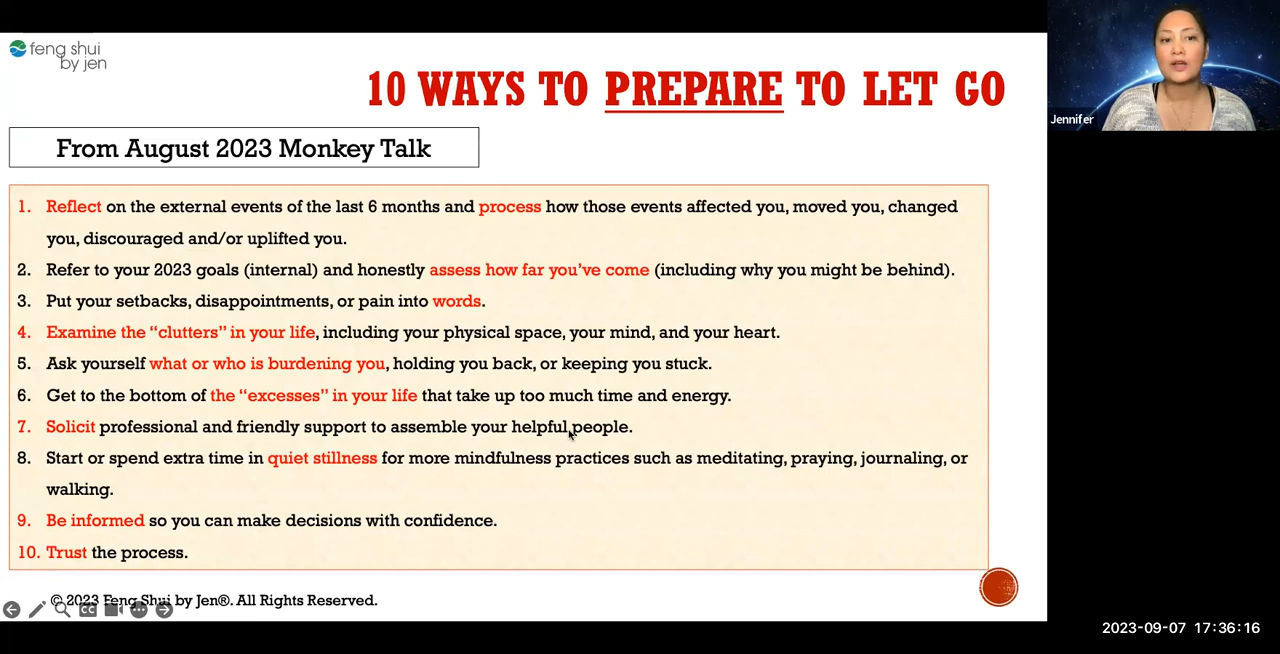 feng shui
by jen
10 WAYS TO PREPARE TO LET GO
Jennifer
From August 2023 Monkey Talk
1. Reflect on the external events of the last 6 months and process how those events affected you, moved you, changed
you, discouraged and/or uplifted you.
2. Refer to your 2023 goals (internal) and honestly assess how far you've come (including why you might be behind).
3. Put your setbacks, disappointments, or pain into words.
4. Examine the “clutters” in your life, including your physical space, your mind, and your heart.
5. Ask yourself what or who is burdening you, holding you back, or keeping you stuck.
6. Get to the bottom of the “excesses” in your life that take up too much time and energy.
7. Solicit professional and friendly support to assemble your helpful people.
8. Start or spend extra time in quiet stillness for more mindfulness practices such as meditating, praying, journaling, or
walking.
9. Be informed so you can make decisions with confidence.
10. Trust the process.
© 2023 Feng Shui by Jen®. All Rights Reserved.
CC
2023-09-07 17:36:16